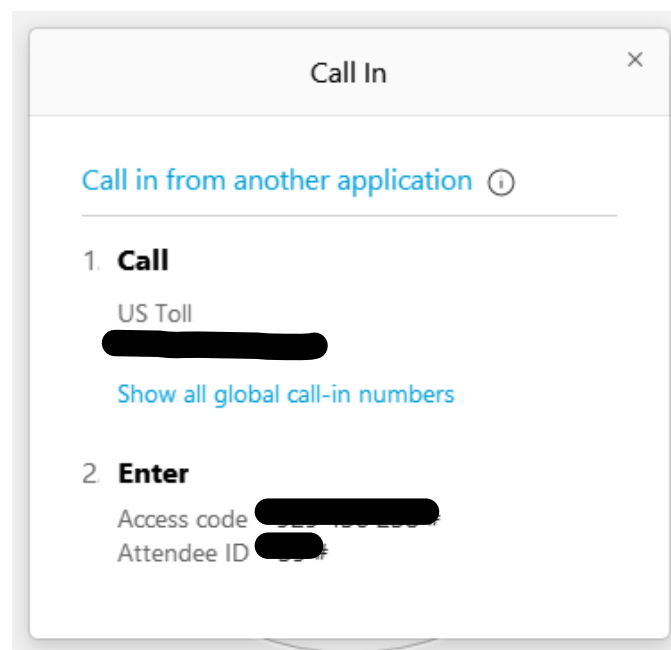 Call In
Call in from another application
1. Call
US Toll
Show all global call-in numbers
2. Enter
Access code #
Attendee ID #